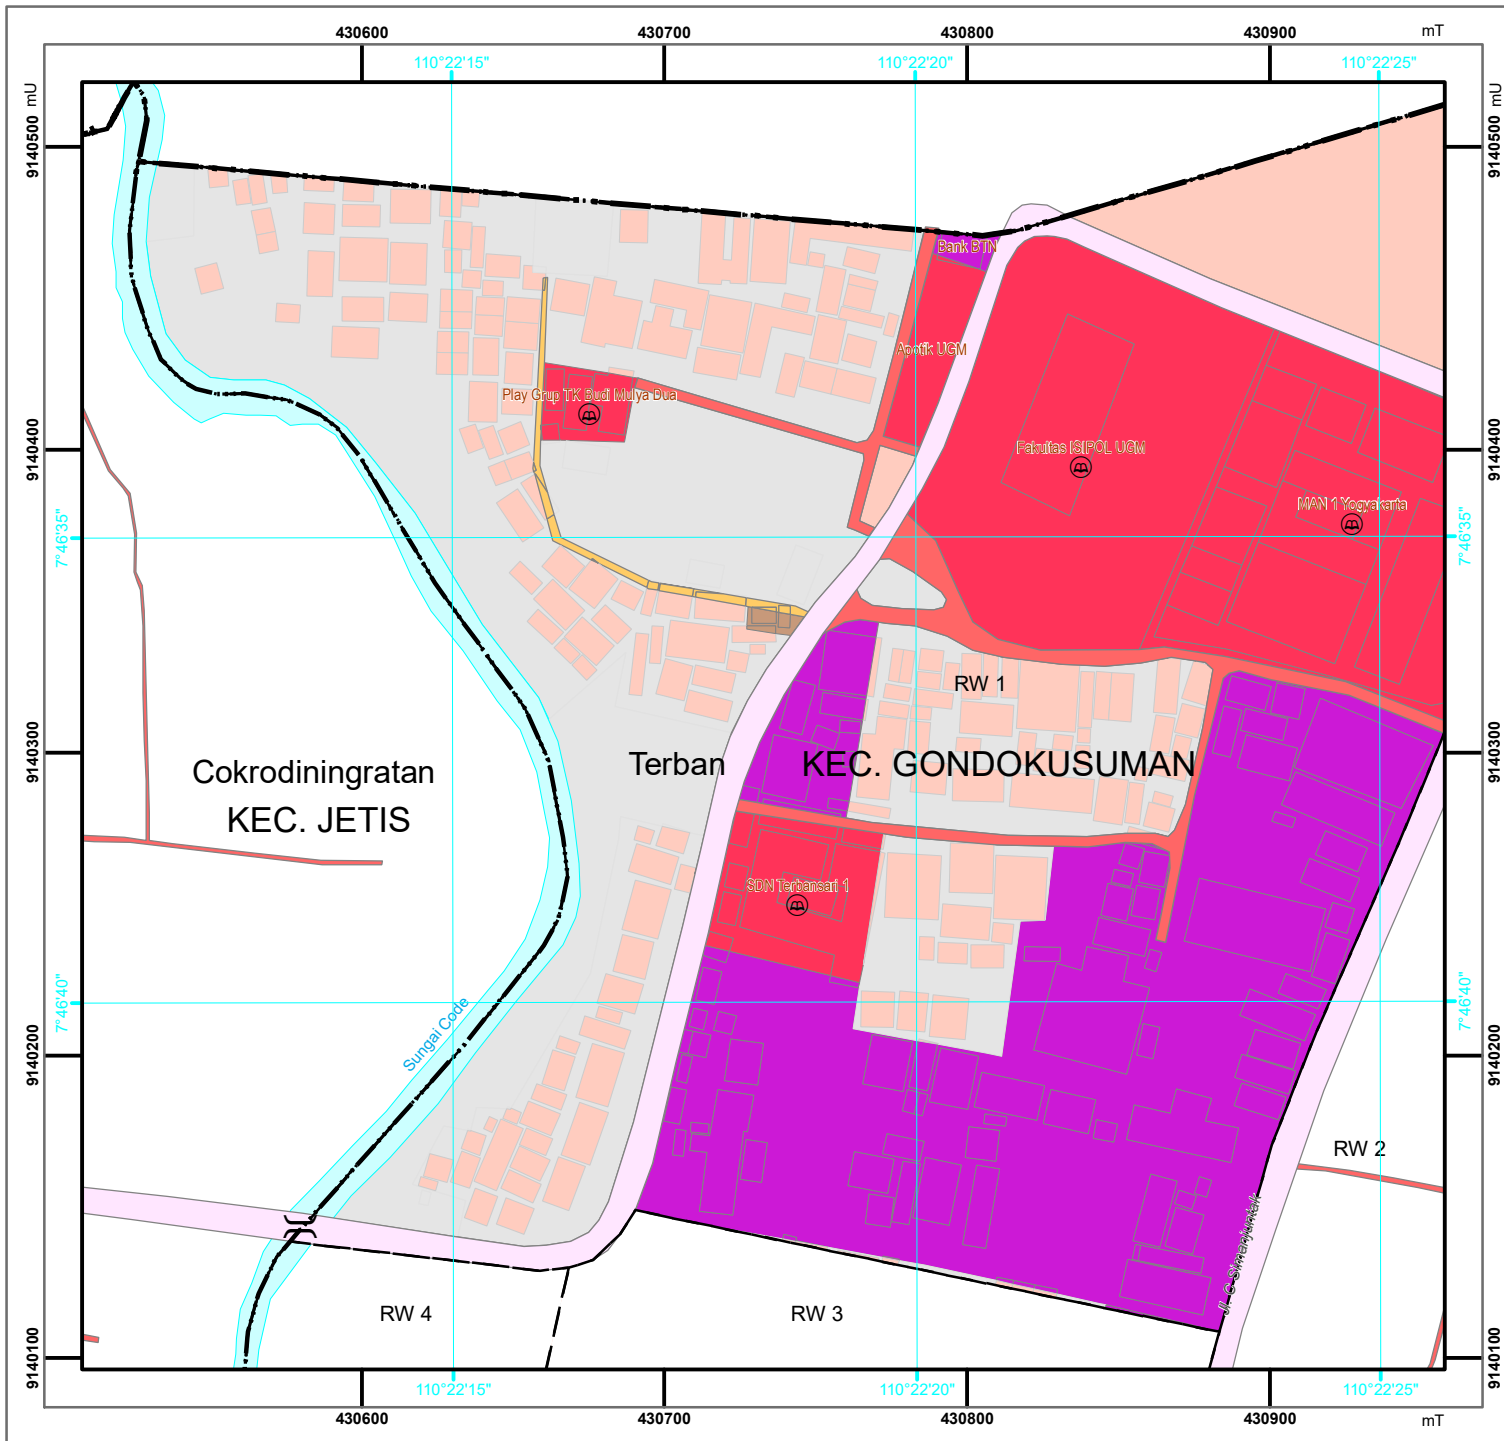 430600 430700 430800 430900 mT
110°22'15" 110°22'20" 110°22'25"
mU mU
9140500 9140500
Bank BTN
Apotik UGM
Play Grup TK Budi Mulya Dua
9140400 9140400
Fakultas ISIPOL UGM
MAN 1 Yogyakarta
7°46'35" 7°46'35"
RW 1
9140300 9140300
Cokrodiningratan
KEC. JETIS
Terban
KEC. GONDOKUSUMAN
SDN Terbansari 1
7°46'40" 7°46'40"
Sungai Code
9140200 9140200
RW 2
Jl. C Simanjuntak
RW 4
RW 3
9140100 9140100
110°22'15" 110°22'20" 110°22'25"
430600 430700 430800 430900 mT